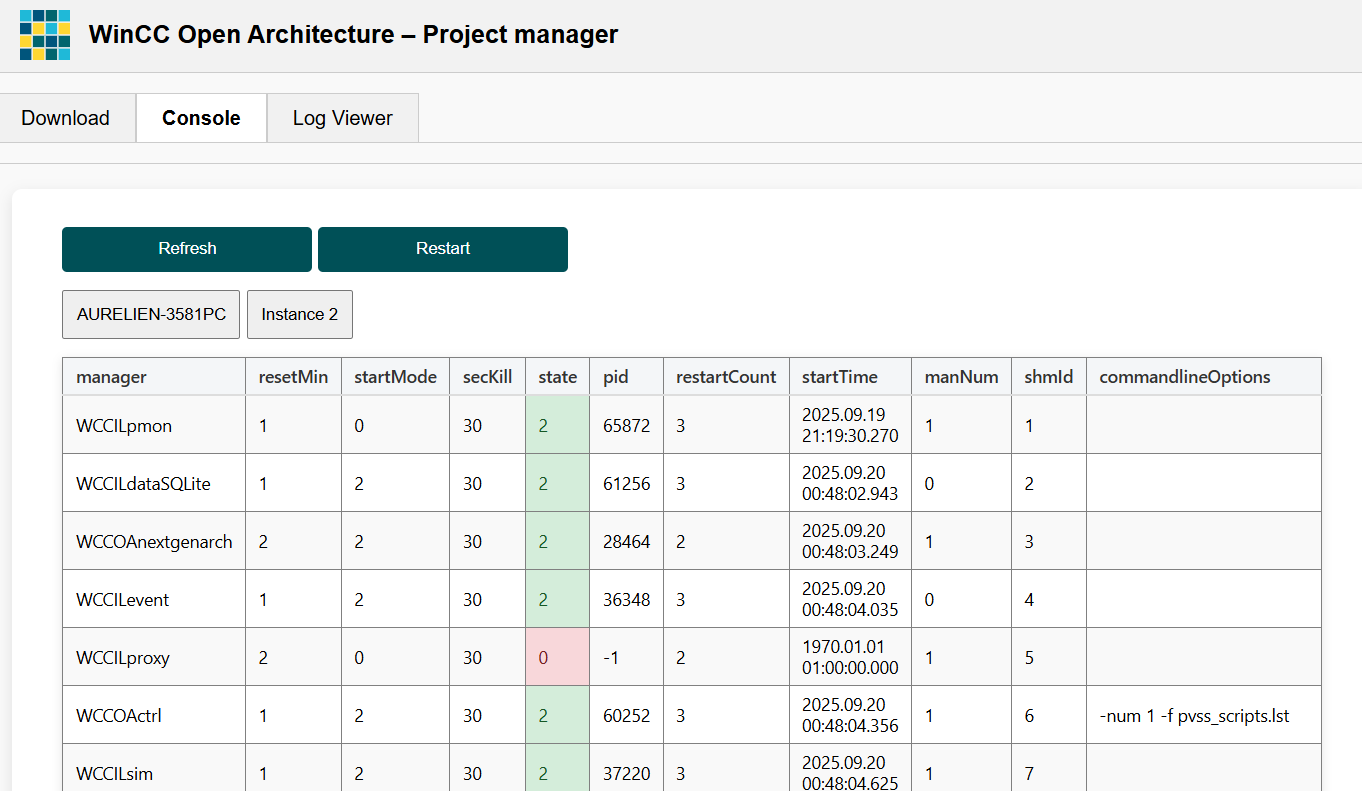 WinCC Open Architecture – Project manager
Download Console Log Viewer
Refresh Restart
AURELIEN-3581PC Instance 2
manager resetMin startMode secKill state pid restartCount startTime manNum shmId commandlineOptions
WCCILpmon 1 0 30 2 65872 3 2025.09.19 21:19:30.270 1 1
WCCILdataSQLite 1 2 30 2 61256 3 2025.09.20 00:48:02.943 0 2
WCCOAnextgenarch 2 2 30 2 28464 2 2025.09.20 00:48:03.249 1 3
WCCILevent 1 2 30 2 36348 3 2025.09.20 00:48:04.035 0 4
WCCILproxy 2 0 30 0 -1 2 1970.01.01 01:00:00.000 1 5
WCCOActrl 1 2 30 2 60252 3 2025.09.20 00:48:04.356 1 6 -num 1 -f pvss_scripts.lst
WCCILsim 1 2 30 2 37220 3 2025.09.20 00:48:04.625 1 7